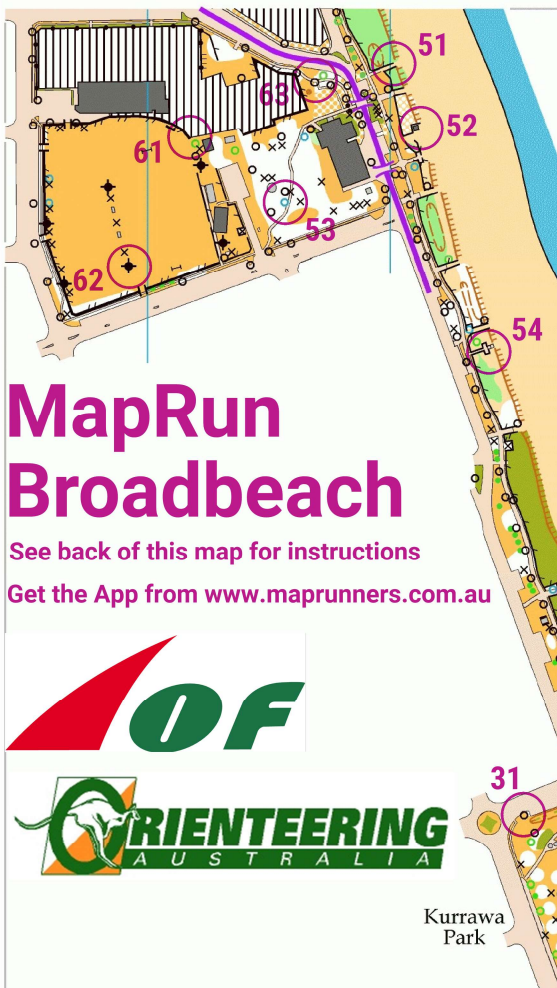 51
63
52
61
53
62
54
MapRun
Broadbeach
See back of this map for instructions
Get the App from www.maprunners.com.au
IOF
31
ORIENTEERING
AUSTRALIA
Kurrawa
Park